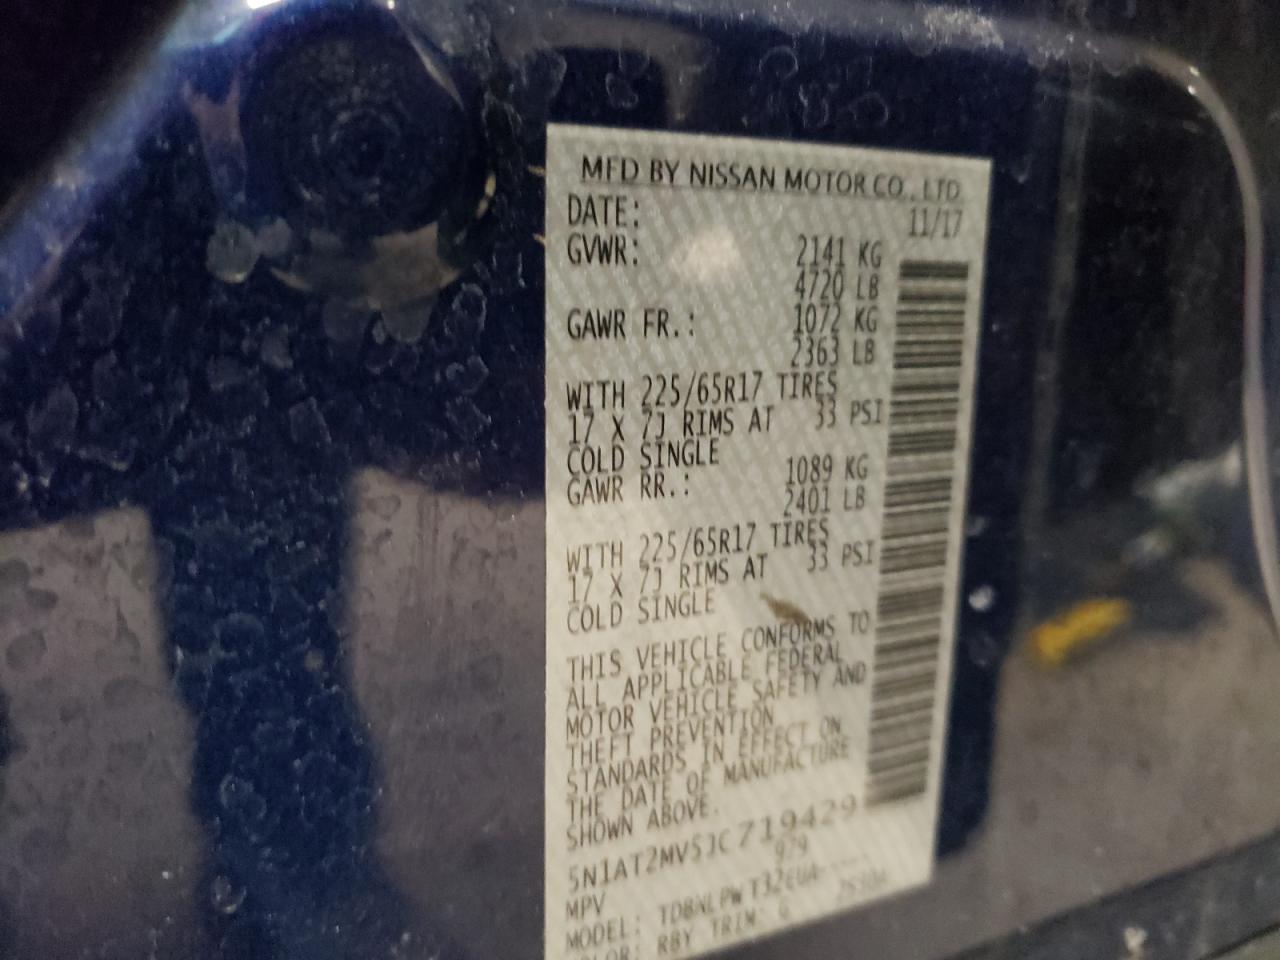 MFD BY NISSAN MOTOR CO., LTD.
DATE: 11/17
GVWR: 2141 KG
4720 LB
GAWR FR.: 1072 KG
2363 LB
WITH 225/65R17 TIRES
17 X 7J RIMS AT 33 PSI
COLD SINGLE
GAWR RR.: 1089 KG
2401 LB
WITH 225/65R17 TIRES
17 X 7J RIMS AT 33 PSI
COLD SINGLE
THIS VEHICLE CONFORMS TO
ALL APPLICABLE FEDERAL
MOTOR VEHICLE SAFETY AND
THEFT PREVENTION
STANDARDS IN EFFECT ON
THE DATE OF MANUFACTURE
SHOWN ABOVE.
5N1AT2MV5JC719429
MPV 929
MODEL:
RBY TRIM: G